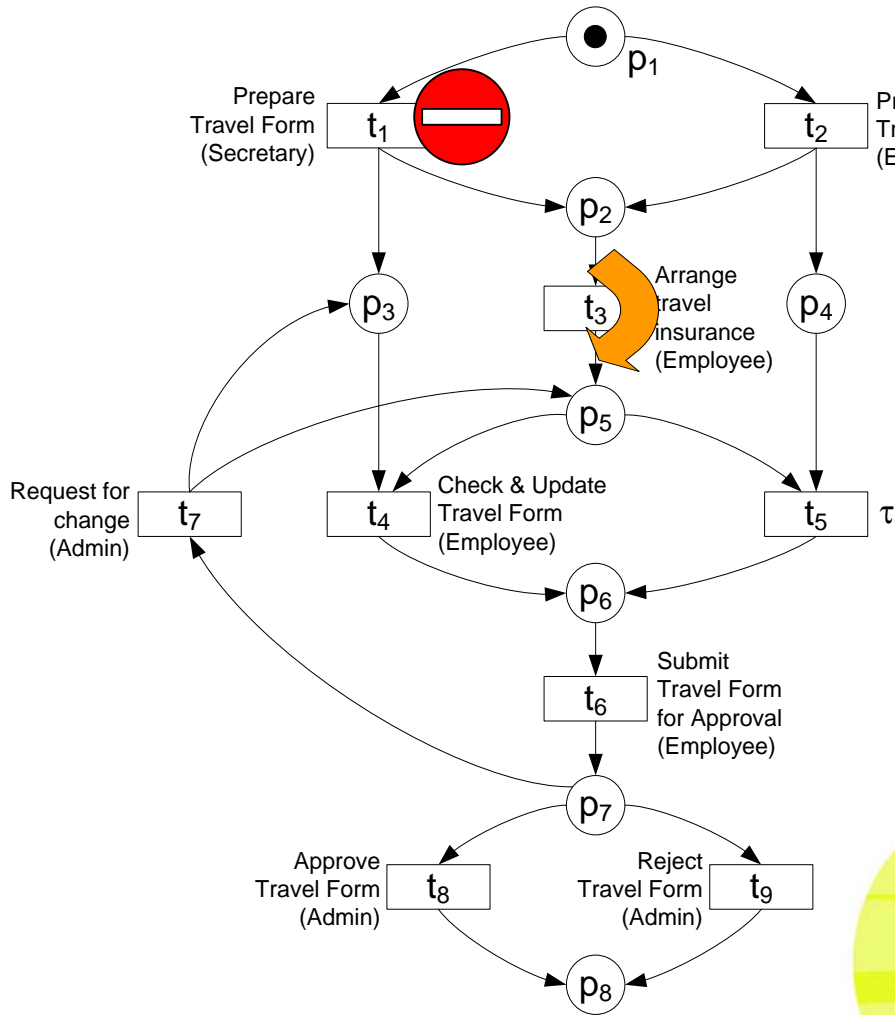 p1
Prepare
Travel Form
(Secretary)
t1
t2
p2
p3
t3
Arrange
travel
insurance
(Employee)
p4
p5
Request for
change
(Admin)
t7
t4
Check & Update
Travel Form
(Employee)
t5
τ
p6
t6
Submit
Travel Form
for Approval
(Employee)
p7
Approve
Travel Form
(Admin)
t8
Reject
Travel Form
(Admin)
t9
p8